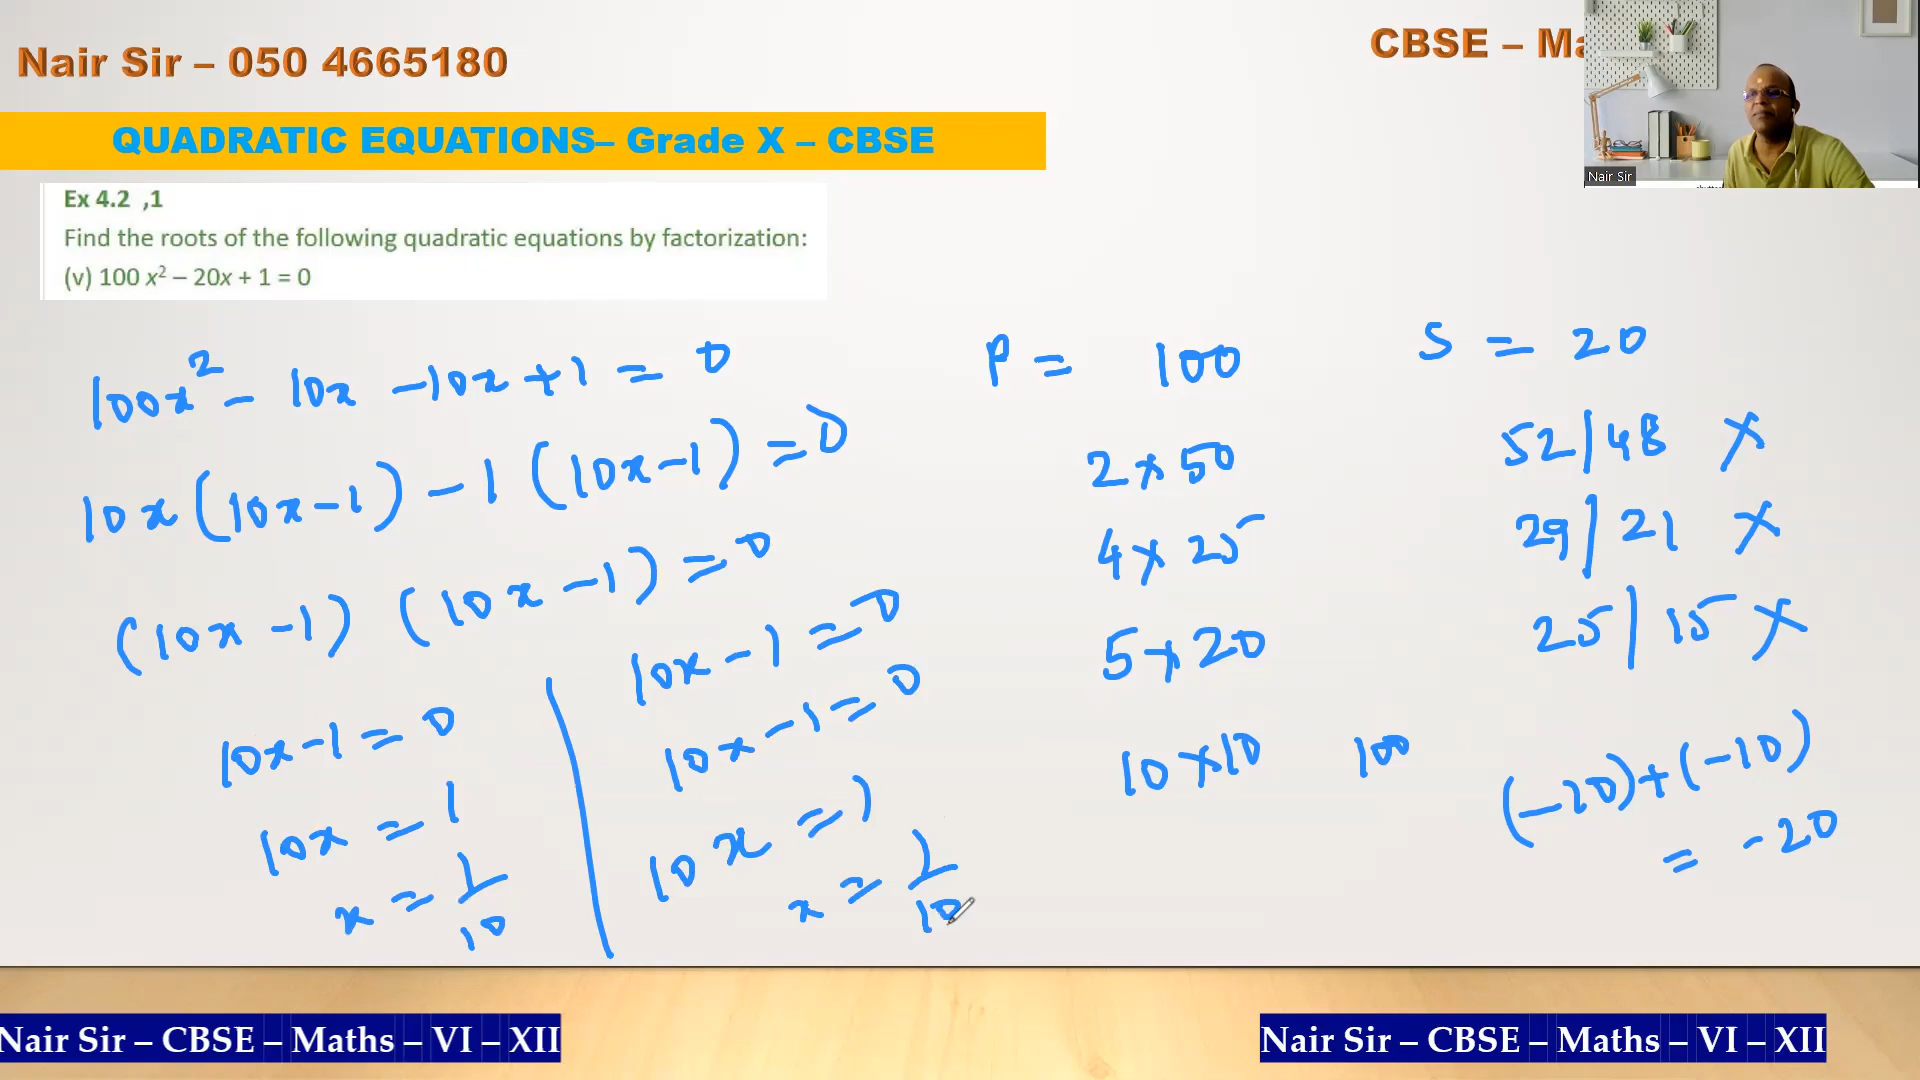 Nair Sir – 050 4665180
CBSE – Ma
Nair Sir
QUADRATIC EQUATIONS– Grade X – CBSE
Ex 4.2 ,1
Find the roots of the following quadratic equations by factorization:
(v) 100 x² – 20x + 1 = 0
100x² – 10x – 10x + 1 = 0
10x (10x – 1) – 1 (10x – 1) = 0
(10x – 1) (10x – 1) = 0
10x – 1 = 0
10x = 1
x = 1/10
10x – 1 = 0
10x – 1 = 0
10x = 1
x = 1/10
P = 100
S = 20
2 x 50
52 | 48 X
4 x 25
29 | 21 X
5 x 20
25 | 15 X
10 x 10 100
(–20) + (–10)
= –20
Nair Sir – CBSE – Maths – VI – XII
Nair Sir – CBSE – Maths – VI – XII